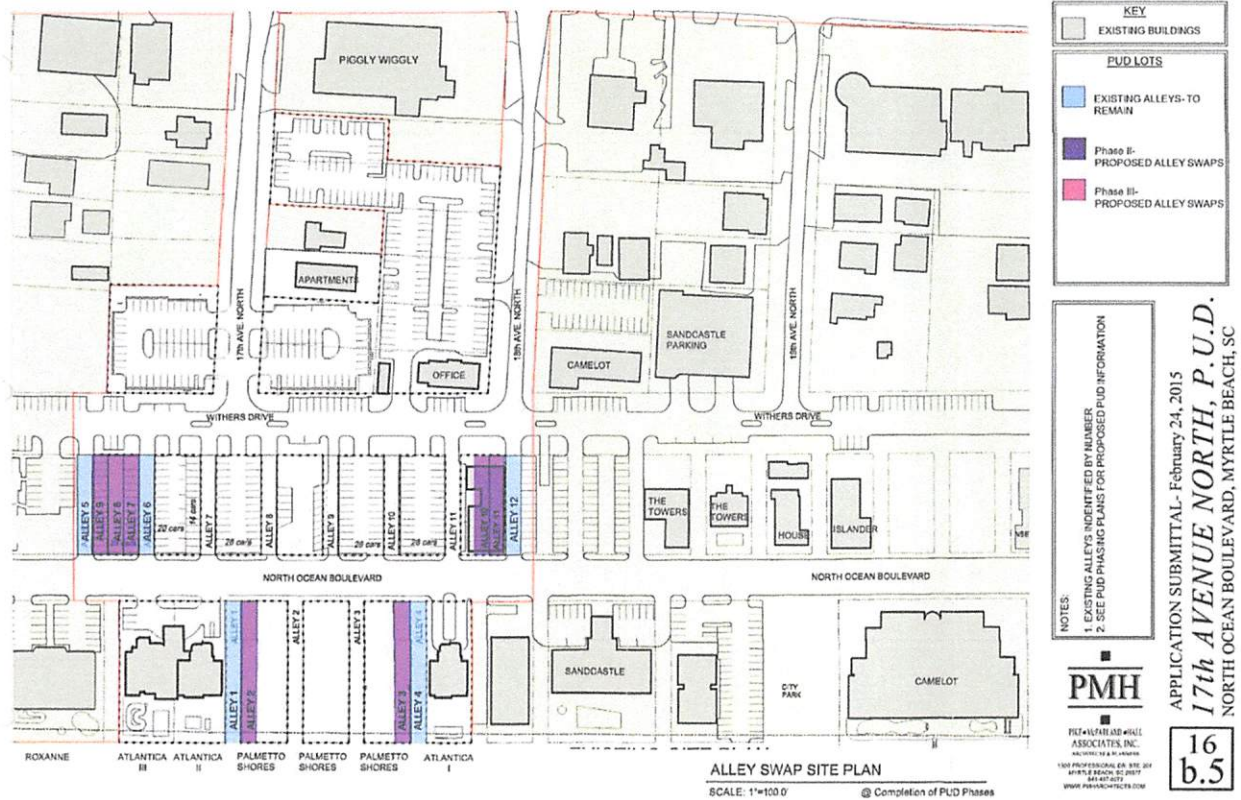 PIGGLY WIGGLY
APARTMENTS
17th AVE. NORTH
18th AVE. NORTH
OFFICE
CAMELOT
SANDCASTLE
PARKING
WITHERS DRIVE
WITHERS DRIVE
ALLEY 5
ALLEY 9
ALLEY 8
ALLEY 7
ALLEY 6
20 cars
14 cars
ALLEY 7
28 cars
ALLEY 8
ALLEY 9
28 cars
ALLEY 10
28 cars
ALLEY 11
ALLEY 10
ALLEY 11
ALLEY 12
THE
TOWERS
THE
TOWERS
HOUSE
ISLANDER
NORTH OCEAN BOULEVARD
NORTH OCEAN BOULEVARD
ALLEY 1
ALLEY 1
ALLEY 2
ALLEY 2
ALLEY 3
ALLEY 3
ALLEY 4
ALLEY 4
SANDCASTLE
CITY
PARK
CAMELOT
ROXANNE
ATLANTICA
III
ATLANTICA
II
PALMETTO
SHORES
PALMETTO
SHORES
PALMETTO
SHORES
ATLANTICA
I
ALLEY SWAP SITE PLAN
SCALE: 1"=100.0'
@ Completion of PUD Phases
KEY
EXISTING BUILDINGS
PUD LOTS
EXISTING ALLEYS- TO
REMAIN
Phase II-
PROPOSED ALLEY SWAPS
Phase III-
PROPOSED ALLEY SWAPS
NOTES:
1. EXISTING ALLEYS INDENTIFIED BY NUMBER
2. SEE PUD PHASING PLANS FOR PROPOSED PUD INFORMATION
APPLICATION SUBMITTAL- February 24, 2015
17th AVENUE NORTH, P.U.D.
NORTH OCEAN BOULEVARD, MYRTLE BEACH, SC
PMH
ASSOCIATES, INC.
WWW.PMHARCHITECTS.COM
16
b.5